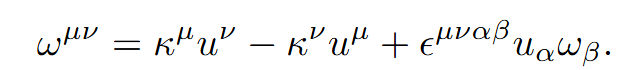 ω^{μν} = κ^μ u^ν − κ^ν u^μ + ϵ^{μναβ} u_α ω_β.